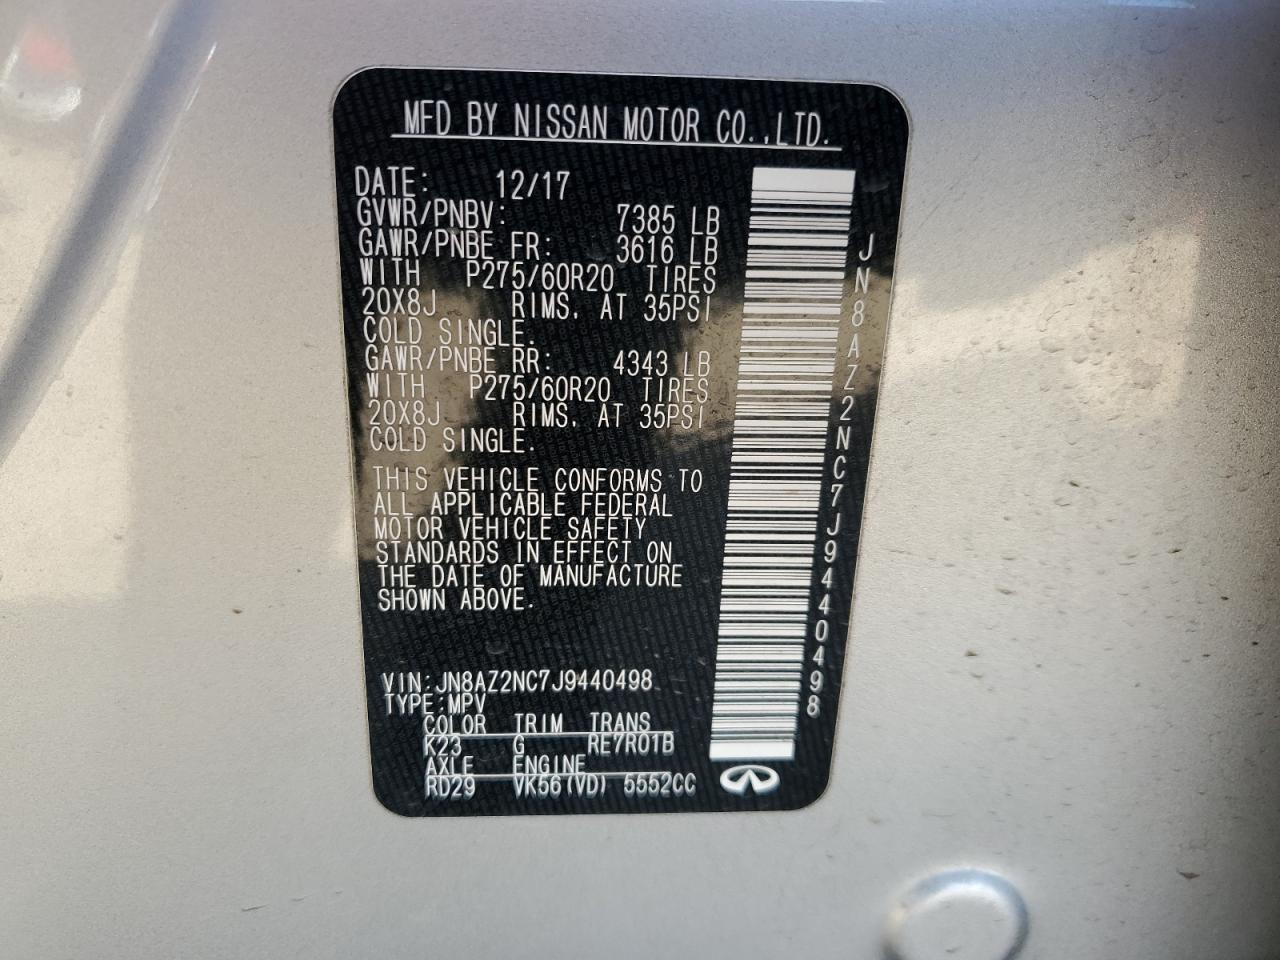 MFD BY NISSAN MOTOR CO.,LTD.
DATE: 12/17
GVWR/PNBV: 7385 LB
GAWR/PNBE FR: 3616 LB
WITH P275/60R20 TIRES
20X8J RIMS. AT 35PSI
COLD SINGLE.
GAWR/PNBE RR: 4343 LB
WITH P275/60R20 TIRES
20X8J RIMS. AT 35PSI
COLD SINGLE.
THIS VEHICLE CONFORMS TO
ALL APPLICABLE FEDERAL
MOTOR VEHICLE SAFETY
STANDARDS IN EFFECT ON
THE DATE OF MANUFACTURE
SHOWN ABOVE.
VIN:JN8AZ2NC7J9440498
TYPE:MPV
COLOR TRIM TRANS
K23 G RE7R01B
AXLE ENGINE
RD29 VK56(VD) 5552CC
JN8AZ2NC7J9440498